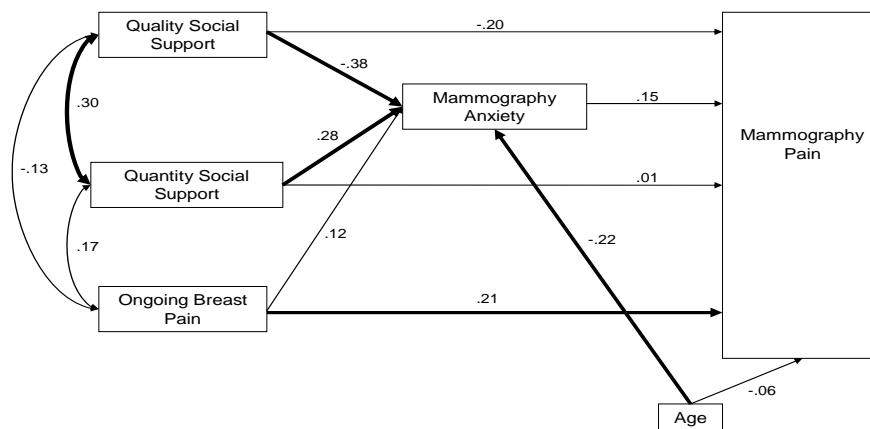 Quality Social
Support
-.20
-.38
Mammography
Anxiety
.15
.30
Mammography
Pain
.28
-.13
Quantity Social
Support
.01
.12
-.22
.17
Ongoing Breast
Pain
.21
-.06
Age